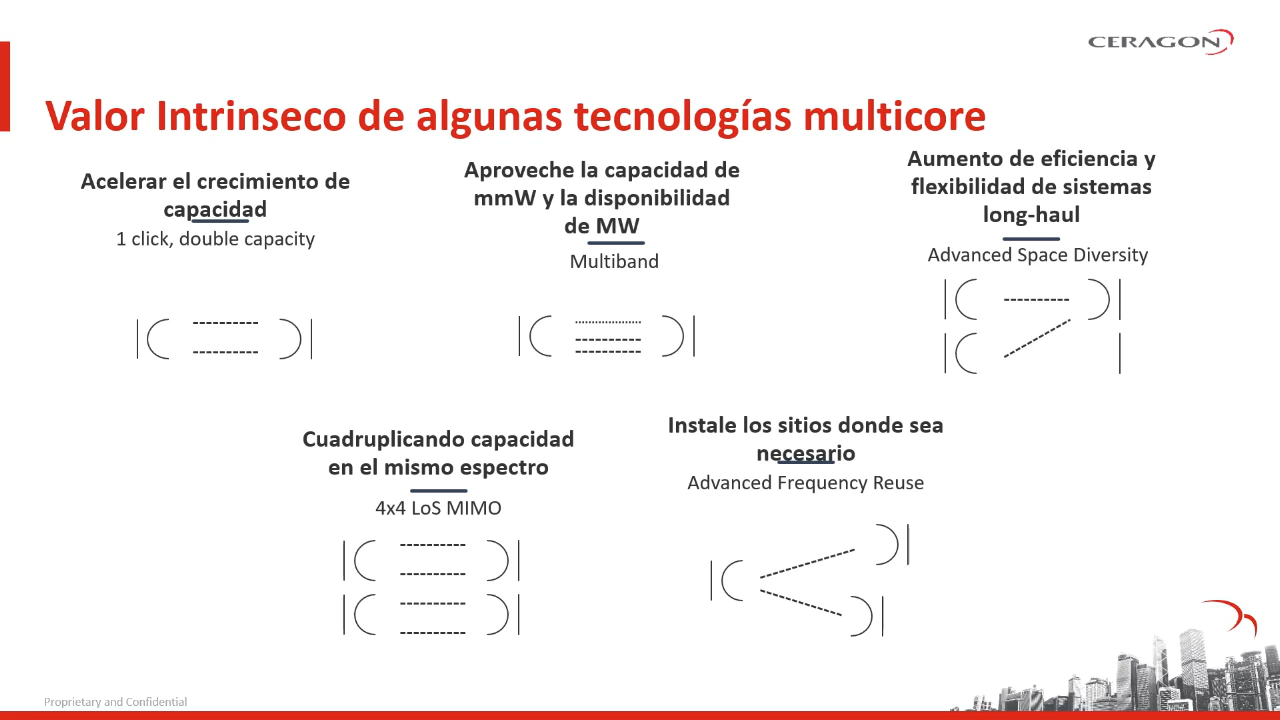 CERAGON
Valor Intrinseco de algunas tecnologías multicore
Acelerar el crecimiento de
capacidad
1 click, double capacity
Aproveche la capacidad de
mmW y la disponibilidad
de MW
Multiband
Aumento de eficiencia y
flexibilidad de sistemas
long-haul
Advanced Space Diversity
Cuadruplicando capacidad
en el mismo espectro
4x4 LoS MIMO
Instale los sitios donde sea
necesario
Advanced Frequency Reuse
Proprietary and Confidential